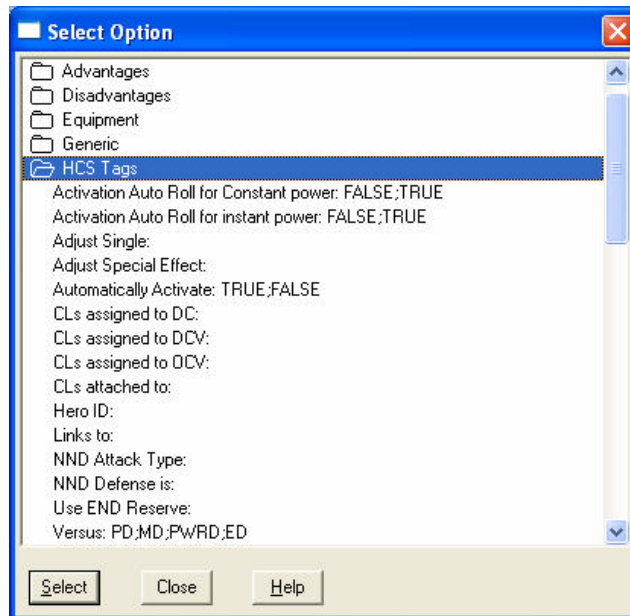 Select Option
Advantages
Disadvantages
Equipment
Generic
HCS Tags
Activation Auto Roll for Constant power: FALSE;TRUE
Activation Auto Roll for instant power: FALSE;TRUE
Adjust Single:
Adjust Special Effect:
Automatically Activate: TRUE;FALSE
CLs assigned to DC:
CLs assigned to DCV:
CLs assigned to OCV:
CLs attached to:
Hero ID:
Links to:
NND Attack Type:
NND Defense is:
Use END Reserve:
Versus: PD;MD;PWRD;ED
Select Close Help